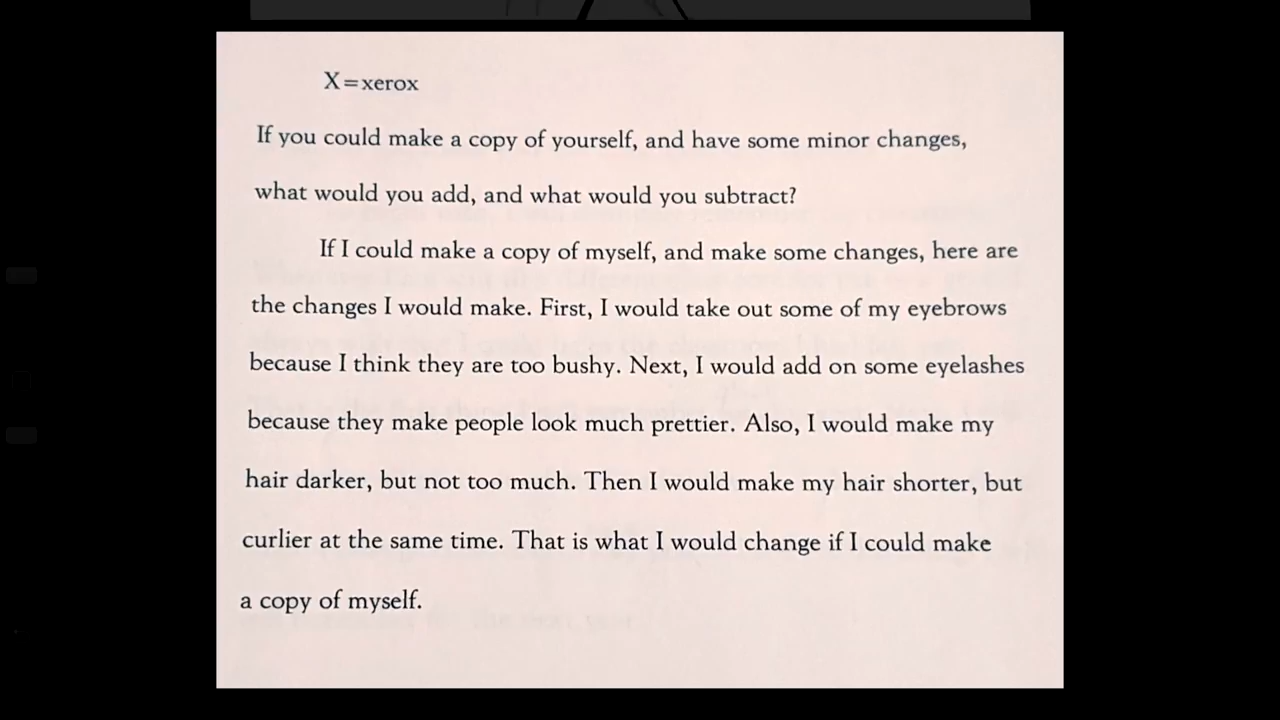 X=xerox
If you could make a copy of yourself, and have some minor changes,
what would you add, and what would you subtract?
If I could make a copy of myself, and make some changes, here are
the changes I would make. First, I would take out some of my eyebrows
because I think they are too bushy. Next, I would add on some eyelashes
because they make people look much prettier. Also, I would make my
hair darker, but not too much. Then I would make my hair shorter, but
curlier at the same time. That is what I would change if I could make
a copy of myself.